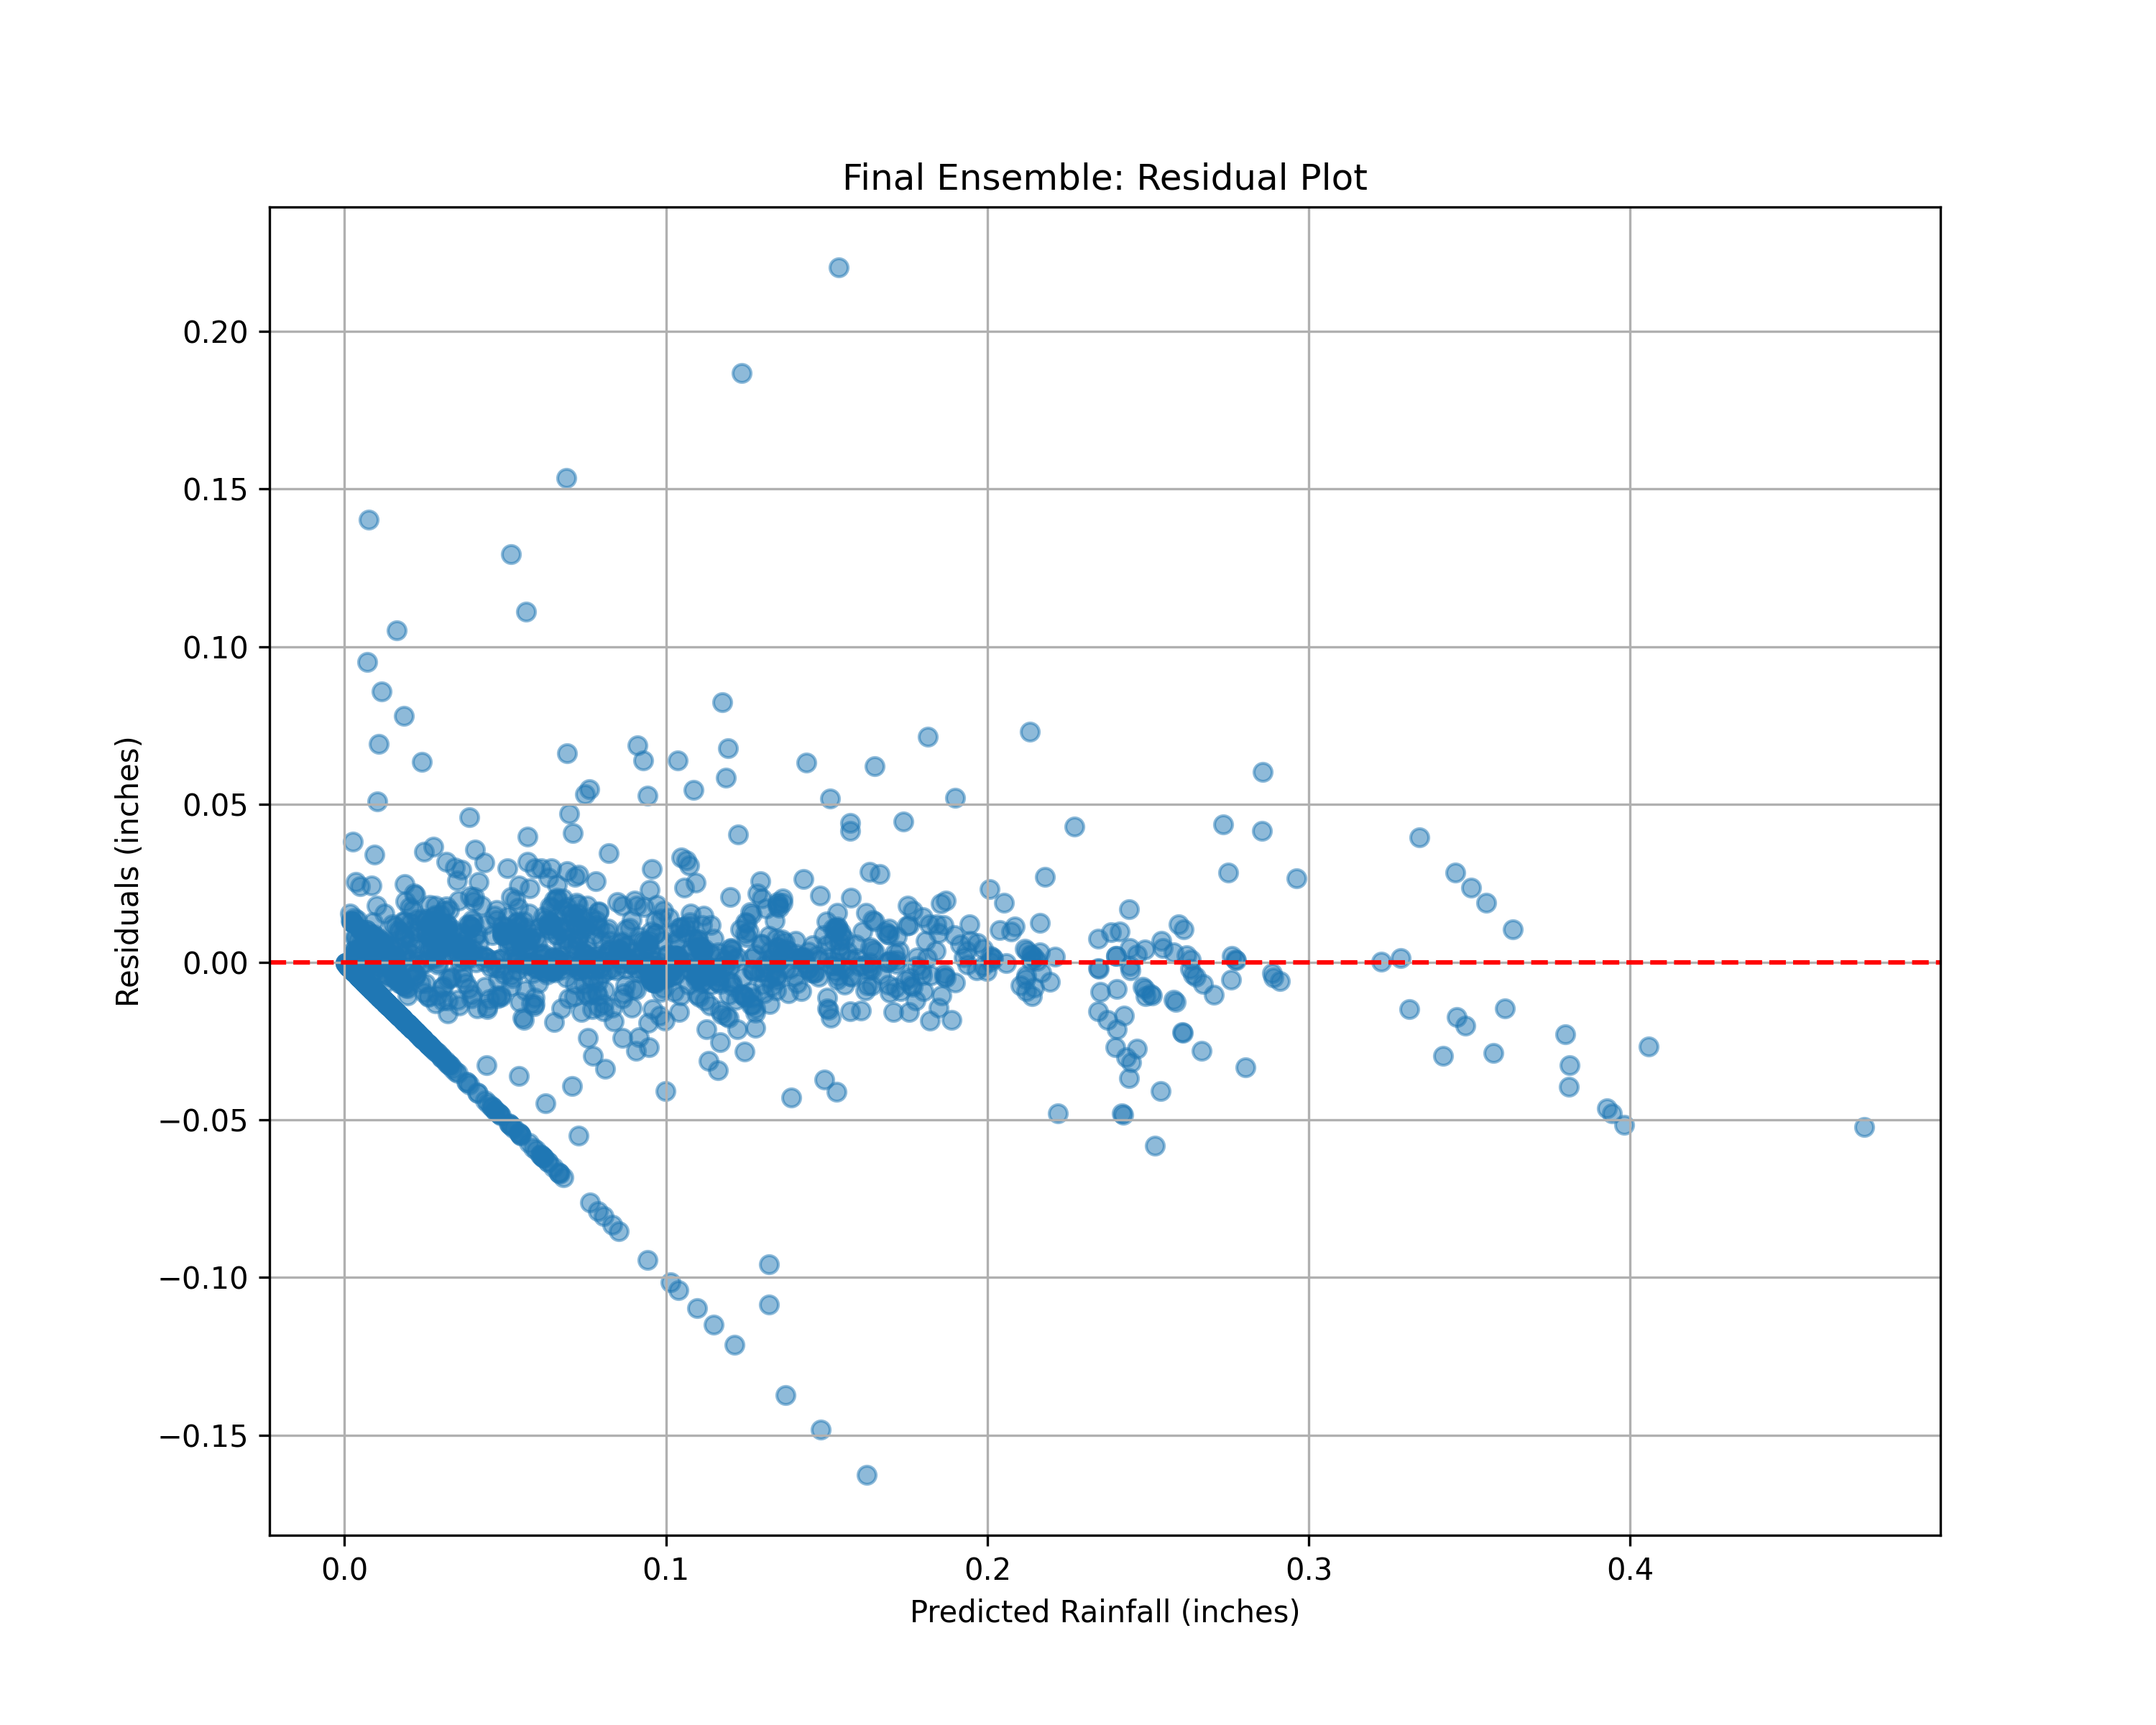 Final Ensemble: Residual Plot
Residuals (inches)
0.20
0.15
0.10
0.05
0.00
−0.05
−0.10
−0.15
0.0 0.1 0.2 0.3 0.4
Predicted Rainfall (inches)